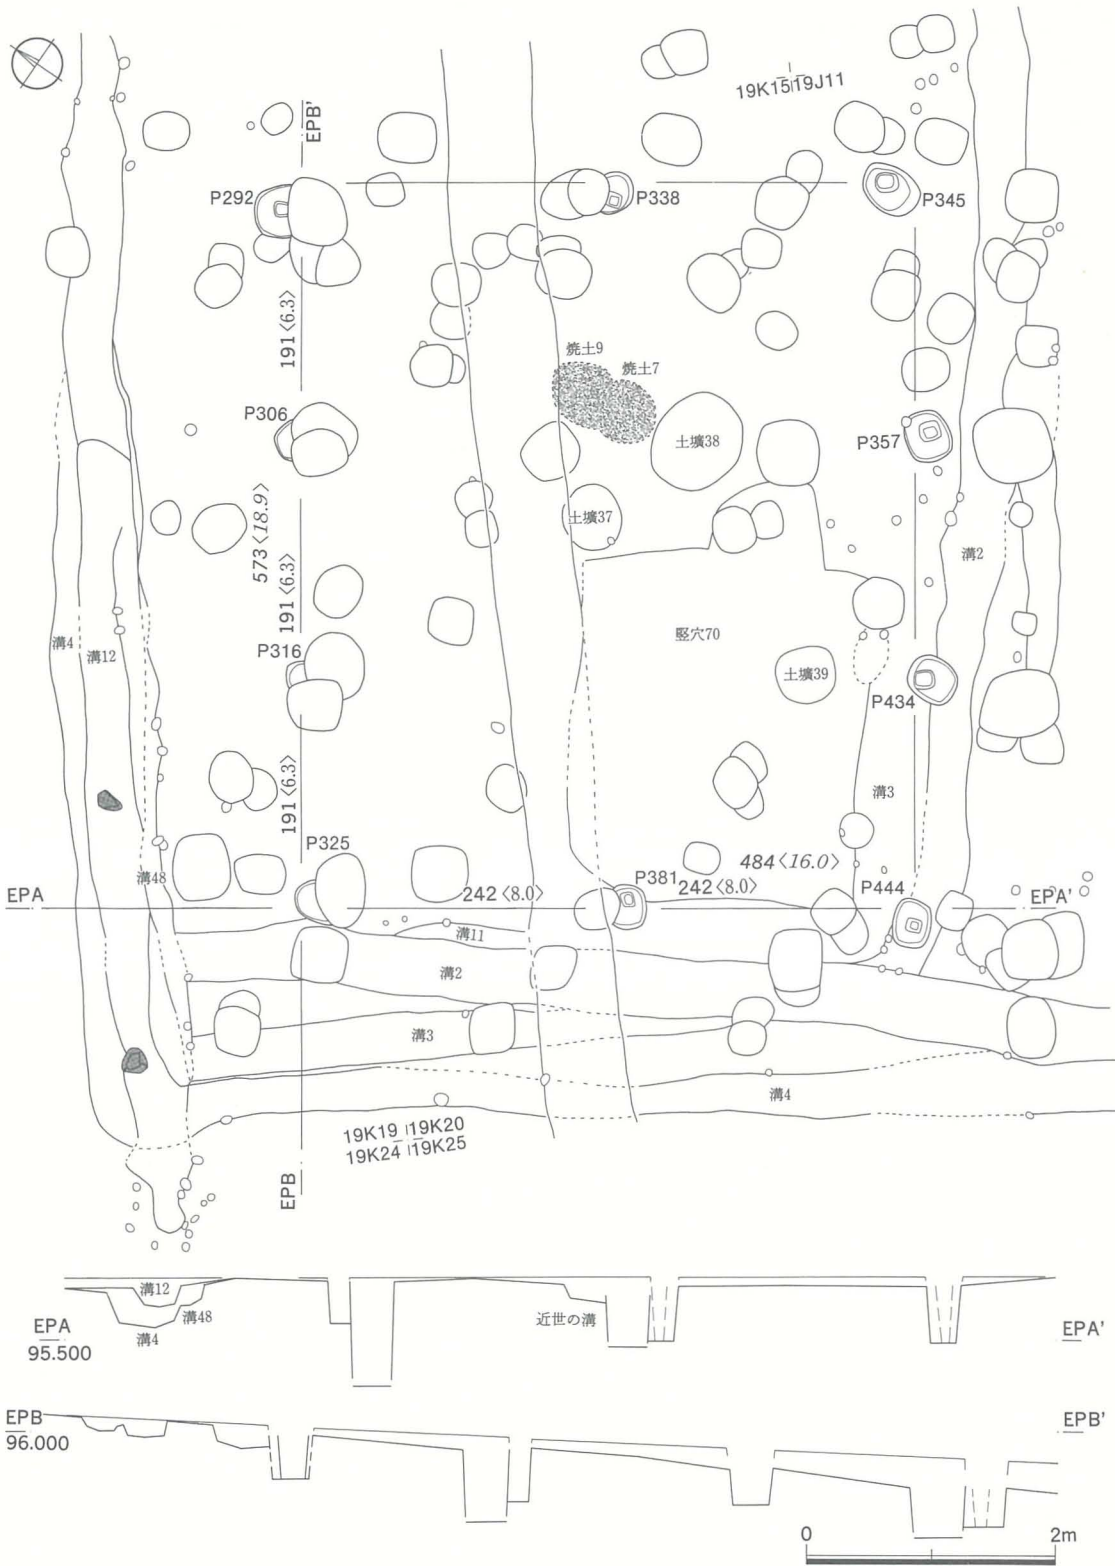 19K15 19J11
EPB'
P292
P338
P345
191〈6.3〉
焼土9
焼土7
P306
土壙38
P357
土壙37
573〈18.9〉
溝2
191〈6.3〉
溝4
溝12
P316
竪穴70
土壙39
P434
191〈6.3〉
溝3
P325
溝48
484〈16.0〉
P381
242〈8.0〉
242〈8.0〉
P444
EPA
EPA'
溝11
溝2
溝3
溝4
19K19 19K20
19K24 19K25
EPB
溝12
溝48
溝4
近世の溝
EPA
95.500
EPA'
EPB
96.000
EPB'
0 2m